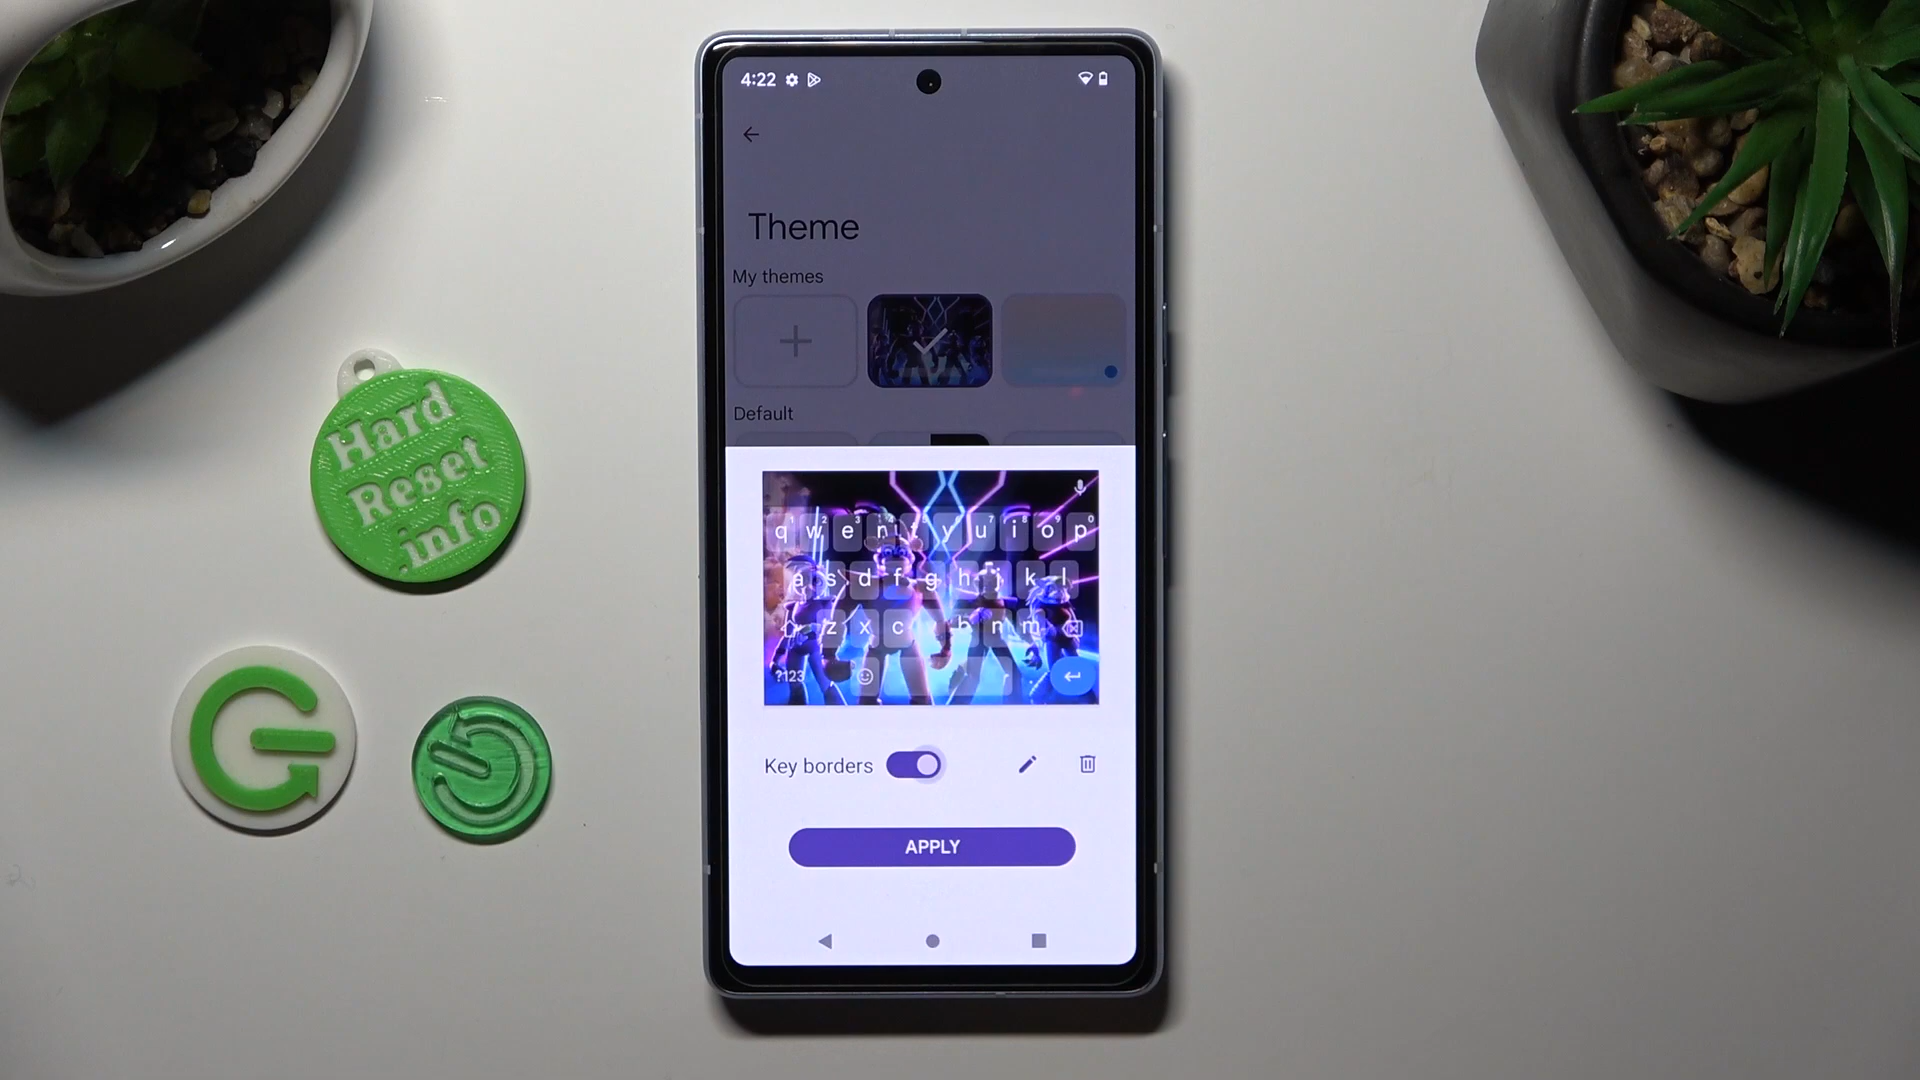 4:22
Theme
My themes
Default
q w e r t y u i o p
a s d f g h j k l
z x c b n m
?123
Key borders
APPLY
Hard
Reset
.info